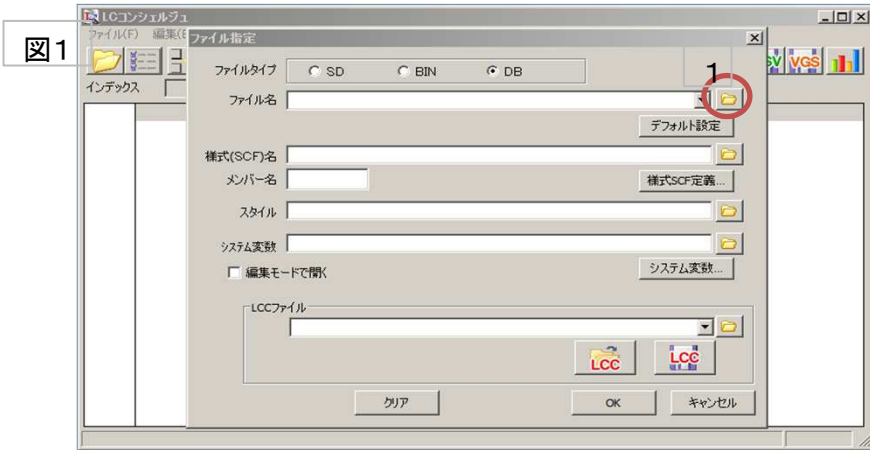 LCコンシェルジュ
図1
ファイル(F) 編集(E
ファイル指定
インデックス
SV VGS
ファイルタイプ SD BIN DB
1
ファイル名
デフォルト設定
様式(SCF)名
メンバー名
様式SCF定義...
スタイル
システム変数
編集モードで開く
システム変数...
LCCファイル
LCC LCC
クリア OK キャンセル